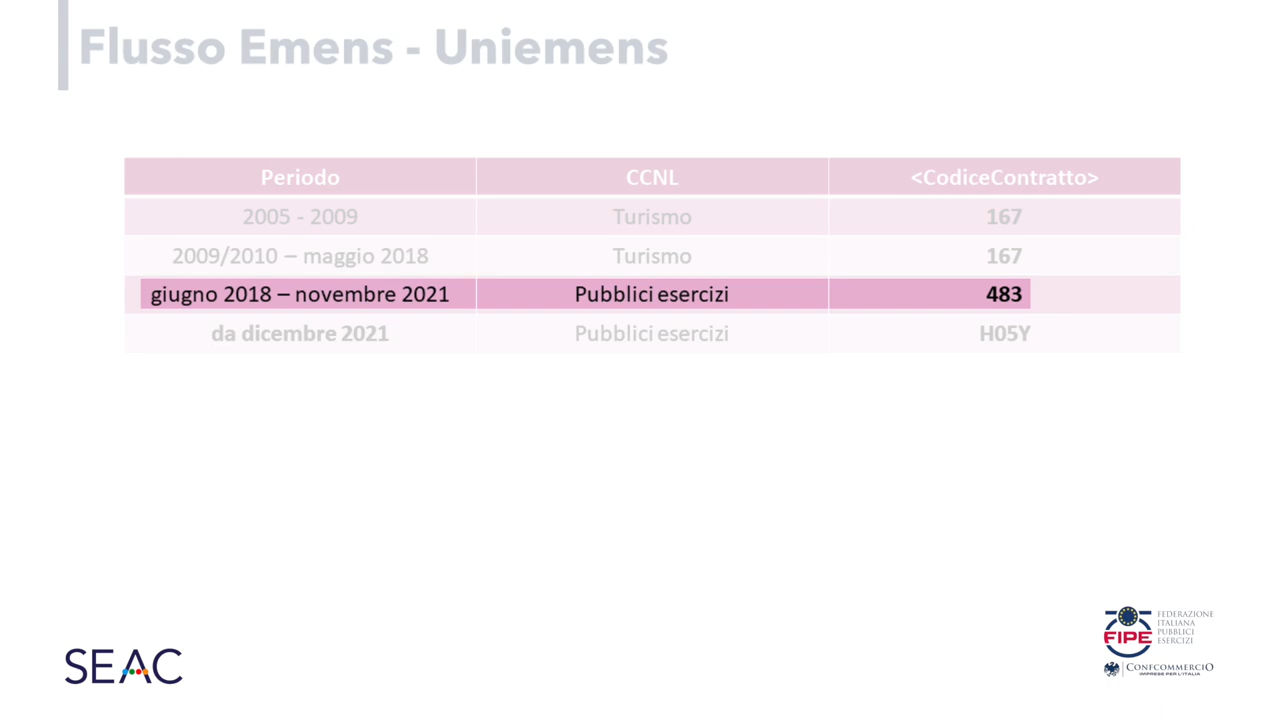 Flusso Emens - Uniemens
Periodo CCNL <CodiceContratto>
2005 - 2009 Turismo 167
2009/2010 – maggio 2018 Turismo 167
giugno 2018 – novembre 2021 Pubblici esercizi 483
da dicembre 2021 Pubblici esercizi H05Y
SEAC
FIPE
FEDERAZIONE
ITALIANA
PUBBLICI
ESERCIZI
CONFCOMMERCIO
IMPRESE PER L'ITALIA